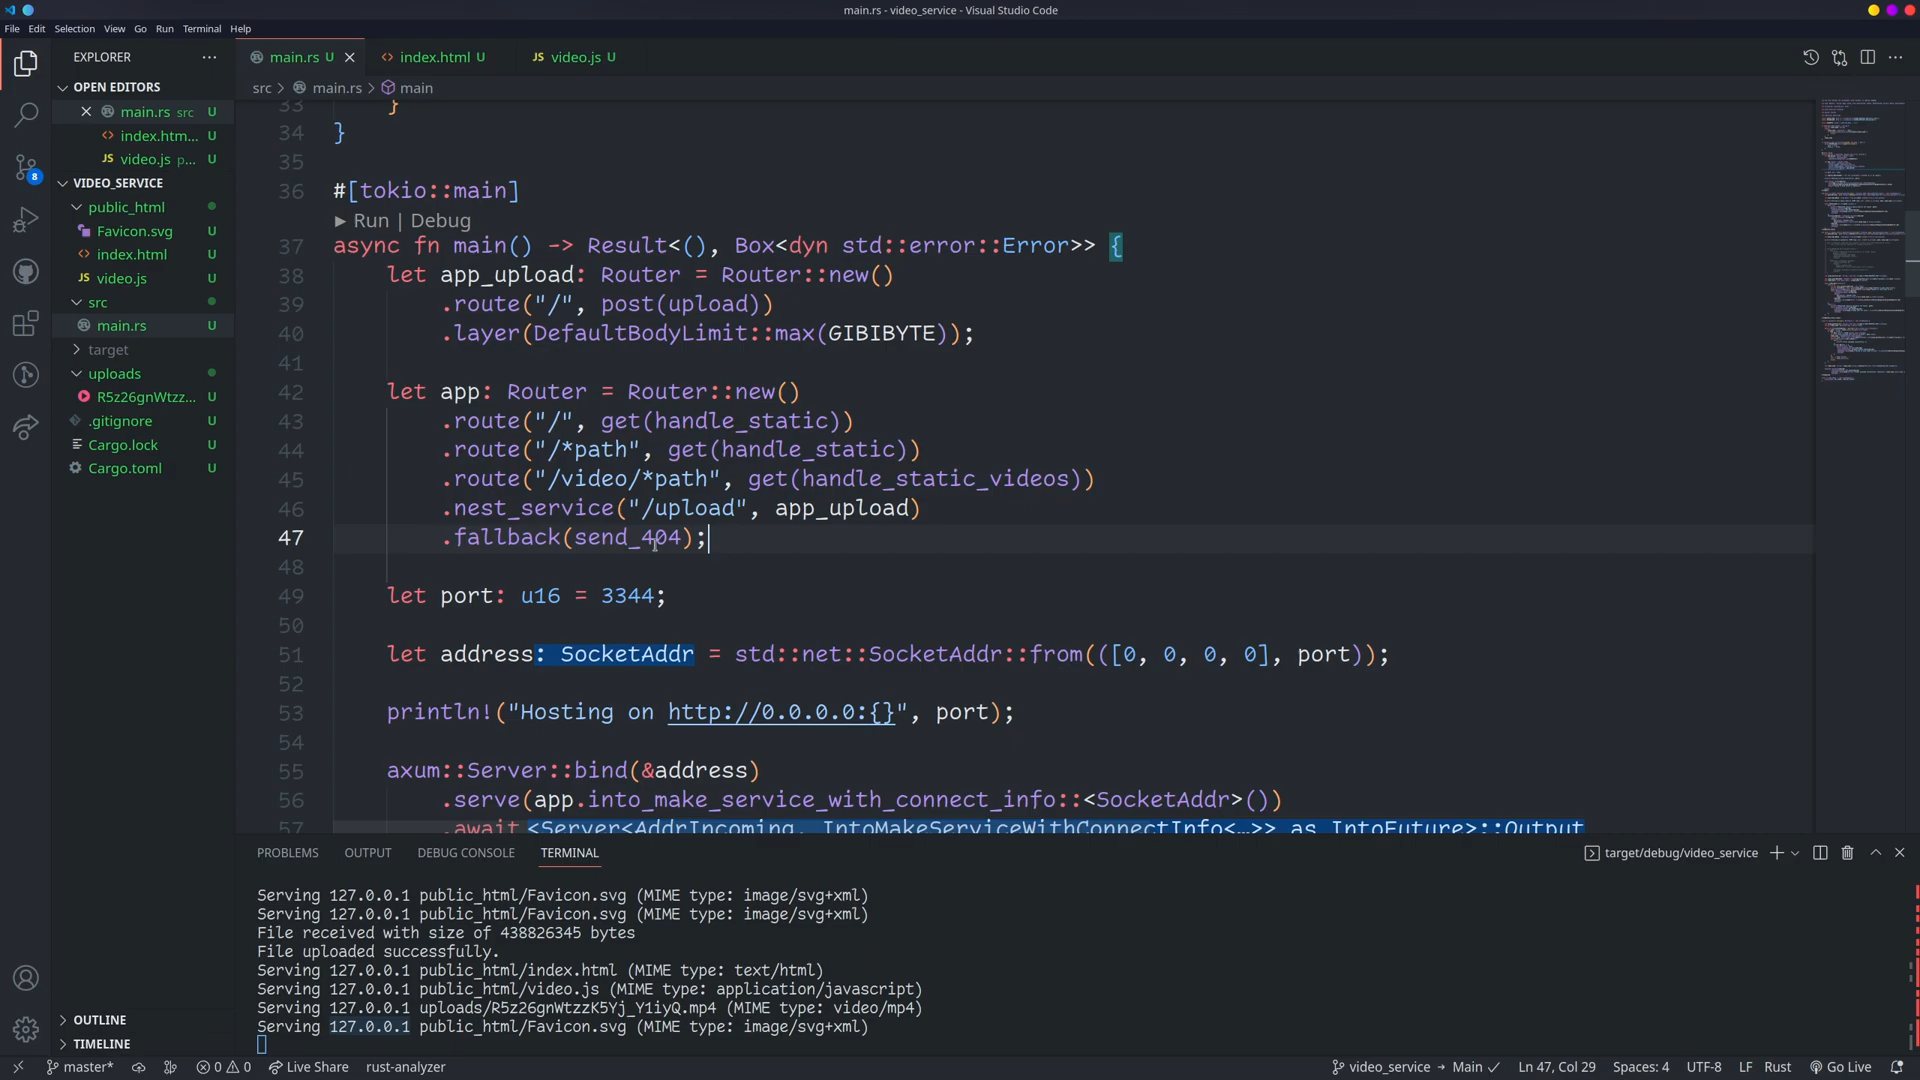 main.rs - video_service - Visual Studio Code
File Edit Selection View Go Run Terminal Help
EXPLORER
OPEN EDITORS
main.rs src U
index.htm... U
JS video.js p... U
VIDEO_SERVICE
public_html
Favicon.svg U
index.html U
JS video.js U
src
main.rs U
target
uploads
R5z26gnWtzz... U
.gitignore U
Cargo.lock U
Cargo.toml U
OUTLINE
TIMELINE
8
main.rs U index.html U JS video.js U
src > main.rs > main
33 }
34 }
35
36 #[tokio::main]
Run | Debug
37 async fn main() -> Result<(), Box<dyn std::error::Error>> {
38 let app_upload: Router = Router::new()
39 .route("/", post(upload))
40 .layer(DefaultBodyLimit::max(GIBIBYTE));
41
42 let app: Router = Router::new()
43 .route("/", get(handle_static))
44 .route("/*path", get(handle_static))
45 .route("/video/*path", get(handle_static_videos))
46 .nest_service("/upload", app_upload)
47 .fallback(send_404);
48
49 let port: u16 = 3344;
50
51 let address: SocketAddr = std::net::SocketAddr::from(([0, 0, 0, 0], port));
52
53 println!("Hosting on http://0.0.0.0:{}", port);
54
55 axum::Server::bind(&address)
56 .serve(app.into_make_service_with_connect_info::<SocketAddr>())
57 .await <Server<AddrIncoming, IntoMakeServiceWithConnectInfo<…>> as IntoFuture>::Output
PROBLEMS OUTPUT DEBUG CONSOLE TERMINAL
target/debug/video_service
Serving 127.0.0.1 public_html/Favicon.svg (MIME type: image/svg+xml)
Serving 127.0.0.1 public_html/Favicon.svg (MIME type: image/svg+xml)
File received with size of 438826345 bytes
File uploaded successfully.
Serving 127.0.0.1 public_html/index.html (MIME type: text/html)
Serving 127.0.0.1 public_html/video.js (MIME type: application/javascript)
Serving 127.0.0.1 uploads/R5z26gnWtzzK5Yj_Y1iyQ.mp4 (MIME type: video/mp4)
Serving 127.0.0.1 public_html/Favicon.svg (MIME type: image/svg+xml)
master* 0 0 Live Share rust-analyzer
video_service → Main ✓ Ln 47, Col 29 Spaces: 4 UTF-8 LF Rust Go Live